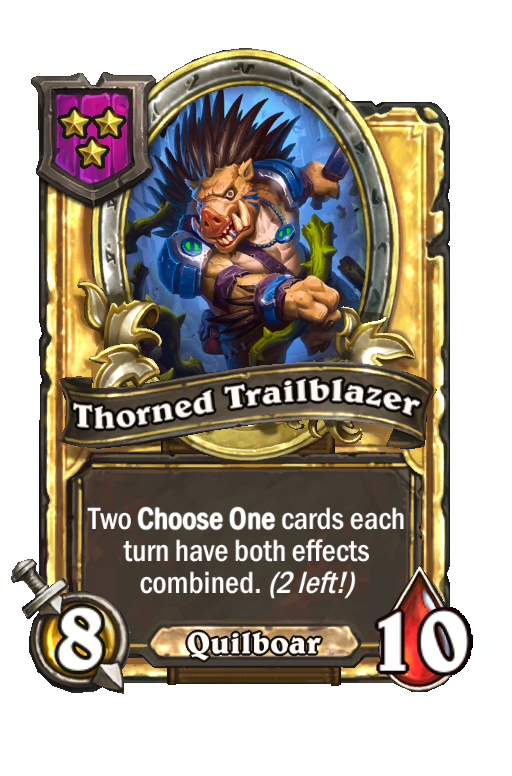 Thorned Trailblazer
Two Choose One cards each
turn have both effects
combined. (2 left!)
8
Quilboar
10